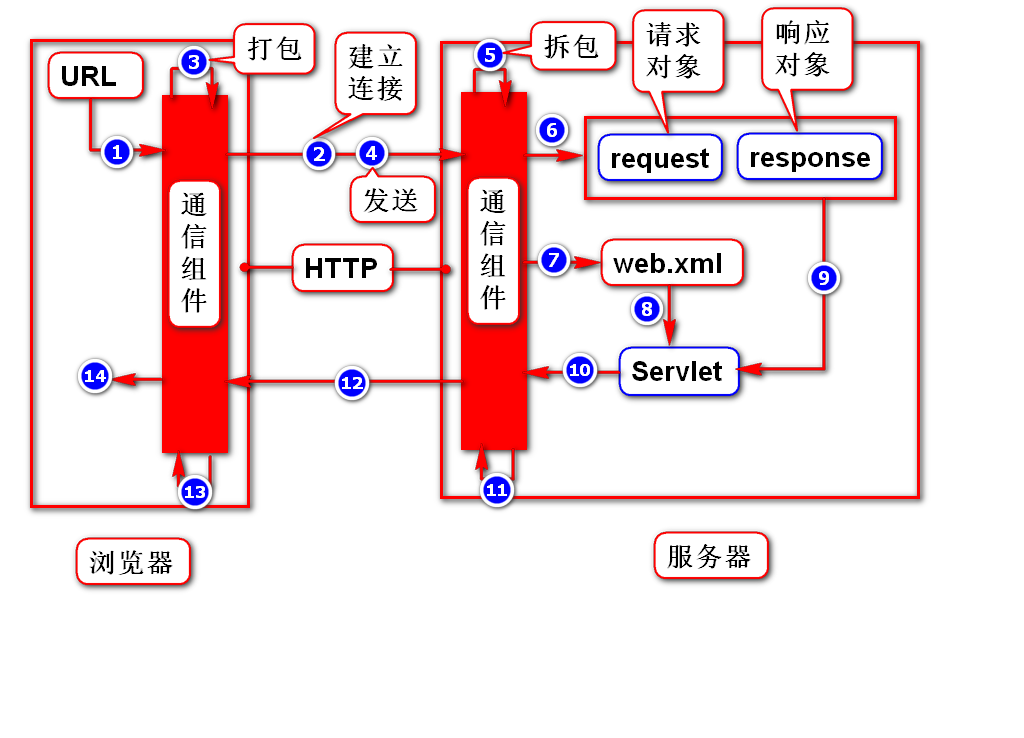 URL
3
打包
建立
连接
5
拆包
请求
对象
响应
对象
1
2
4
发送
6
request
response
通
信
组
件
HTTP
通
信
组
件
7
web.xml
8
9
14
12
10
Servlet
13
11
浏览器
服务器